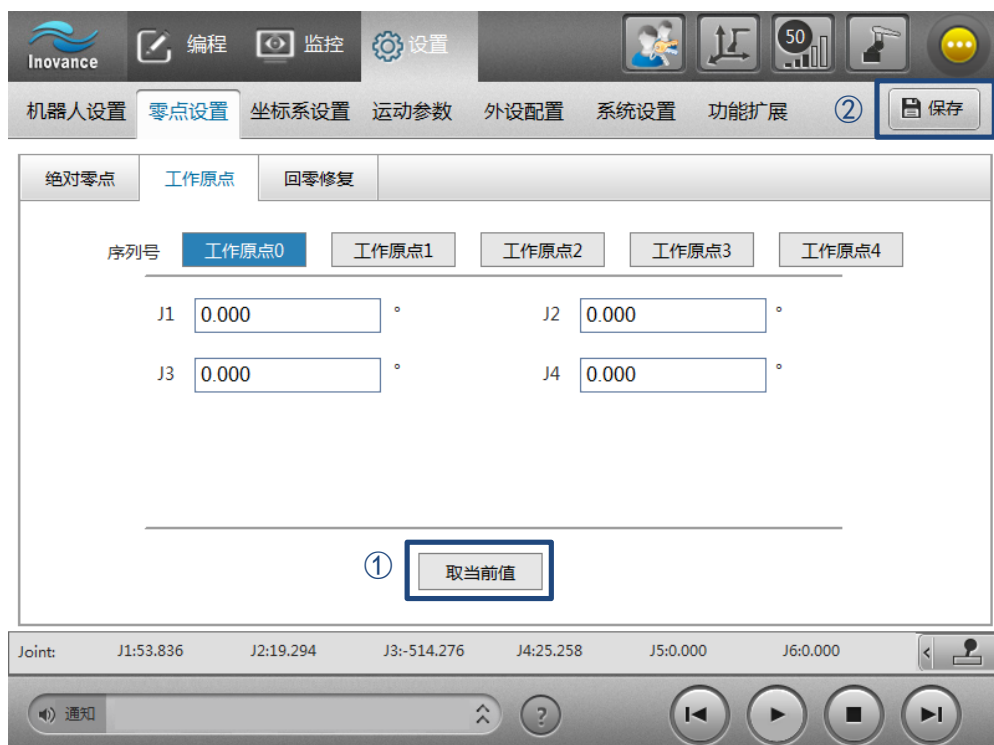 Inovance 编程 监控 设置 50
机器人设置 零点设置 坐标系设置 运动参数 外设配置 系统设置 功能扩展 ② 保存
绝对零点 工作原点 回零修复
序列号 工作原点0 工作原点1 工作原点2 工作原点3 工作原点4
J1 0.000 ° J2 0.000 °
J3 0.000 ° J4 0.000 °
① 取当前值
Joint: J1:53.836 J2:19.294 J3:-514.276 J4:25.258 J5:0.000 J6:0.000 <
通知 ?